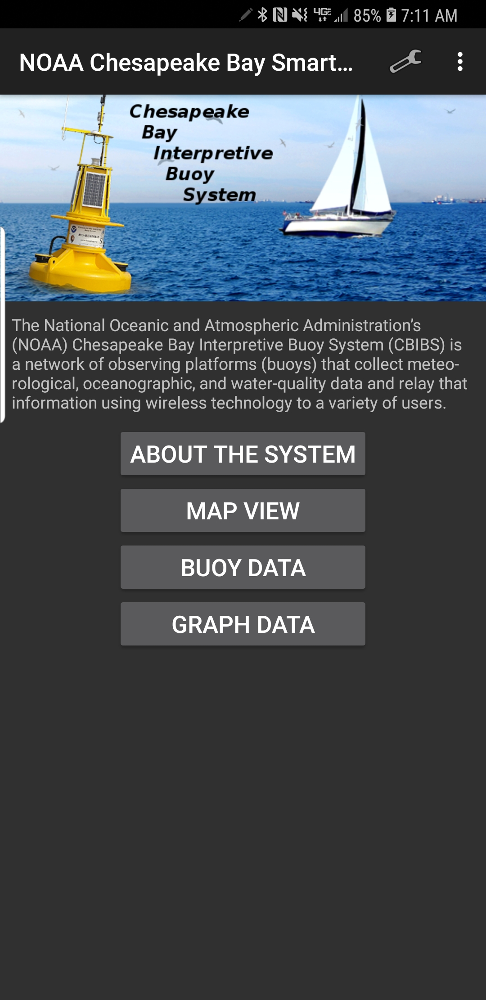 85% 7:11 AM
NOAA Chesapeake Bay Smart...
Chesapeake
Bay
Interpretive
Buoy
System
The National Oceanic and Atmospheric Administration’s
(NOAA) Chesapeake Bay Interpretive Buoy System (CBIBS) is
a network of observing platforms (buoys) that collect meteo-
rological, oceanographic, and water-quality data and relay that
information using wireless technology to a variety of users.
ABOUT THE SYSTEM
MAP VIEW
BUOY DATA
GRAPH DATA